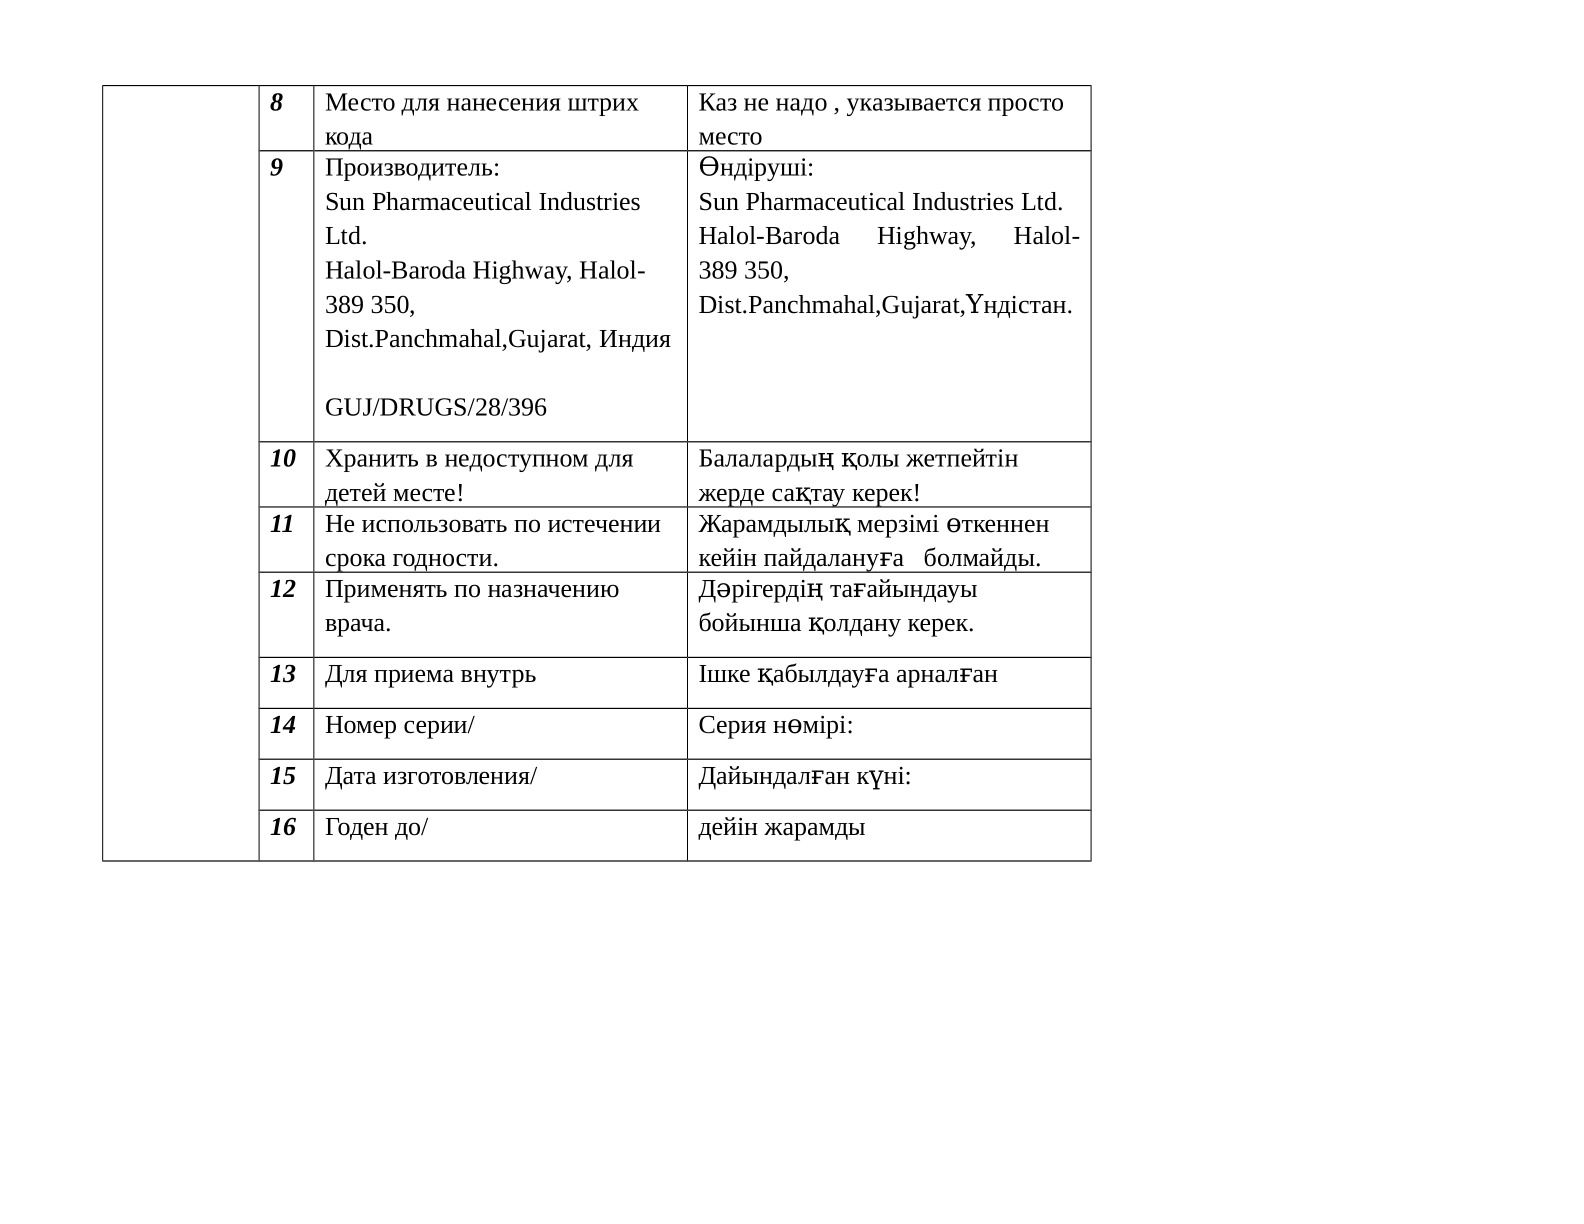 8
Место для нанесения штрих
кода
Каз не надо , указывается просто
место
9
Производитель:
Sun Pharmaceutical Industries
Ltd.
Halol-Baroda Highway, Halol-
389 350,
Dist.Panchmahal,Gujarat, Индия
GUJ/DRUGS/28/396
Өндіруші:
Sun Pharmaceutical Industries Ltd.
Halol-Baroda Highway, Halol-
389 350,
Dist.Panchmahal,Gujarat,Үндістан.
10
Хранить в недоступном для
детей месте!
Балалардың қолы жетпейтін
жерде сақтау керек!
11
Не использовать по истечении
срока годности.
Жарамдылық мерзімі өткеннен
кейін пайдалануға болмайды.
12
Применять по назначению
врача.
Дәрігердің тағайындауы
бойынша қолдану керек.
13
Для приема внутрь
Ішке қабылдауға арналған
14
Номер серии/
Серия нөмірі:
15
Дата изготовления/
Дайындалған күні:
16
Годен до/
дейін жарамды